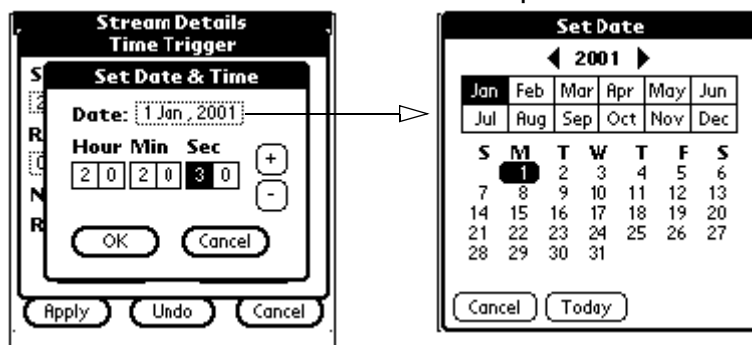 Stream Details
Time Trigger
S
Set Date & Time
2
Date: 1 Jan , 2001
R
Hour Min Sec
2 0 2 0 3 0
+
-
N
R
OK Cancel
Apply Undo Cancel
Set Date
2001
Jan Feb Mar Apr May Jun
Jul Aug Sep Oct Nov Dec
S M T W T F S
1 2 3 4 5 6
7 8 9 10 11 12 13
14 15 16 17 18 19 20
21 22 23 24 25 26 27
28 29 30 31
Cancel Today